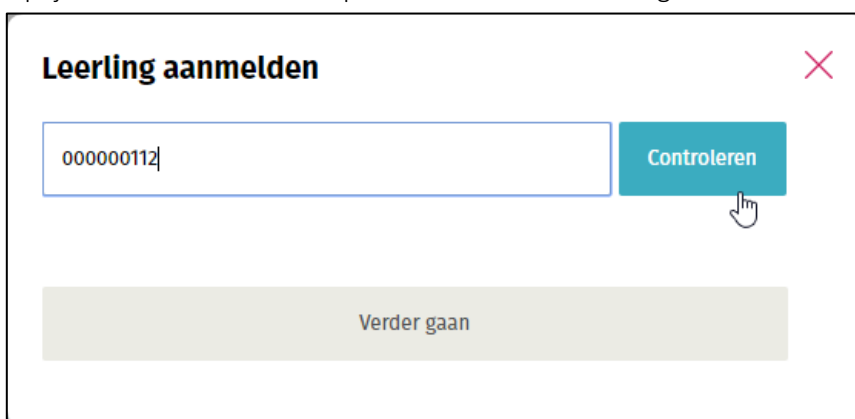 Leerling aanmelden
000000112
Controleren
Verder gaan